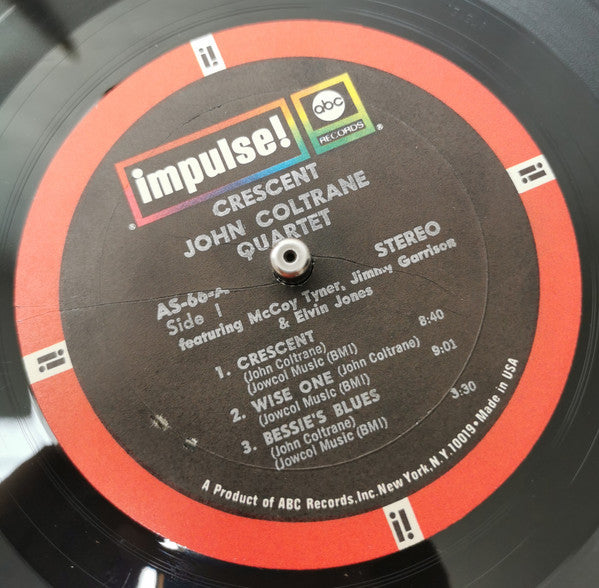 impulse!®
abc
RECORDS®
CRESCENT
JOHN COLTRANE
QUARTET
AS-66-A
STEREO
Side 1
featuring McCoy Tyner, Jimmy Garrison
& Elvin Jones
1. CRESCENT 8:40
(John Coltrane)
(Jowcol Music (BMI)
2. WISE ONE (John Coltrane) 9:01
(Jowcol Music (BMI)
3. BESSIE'S BLUES 3:30
(John Coltrane)
(Jowcol Music (BMI)
A Product of ABC Records, Inc. New York, N.Y. 10019 • Made in USA
i!
i!
i!
i!